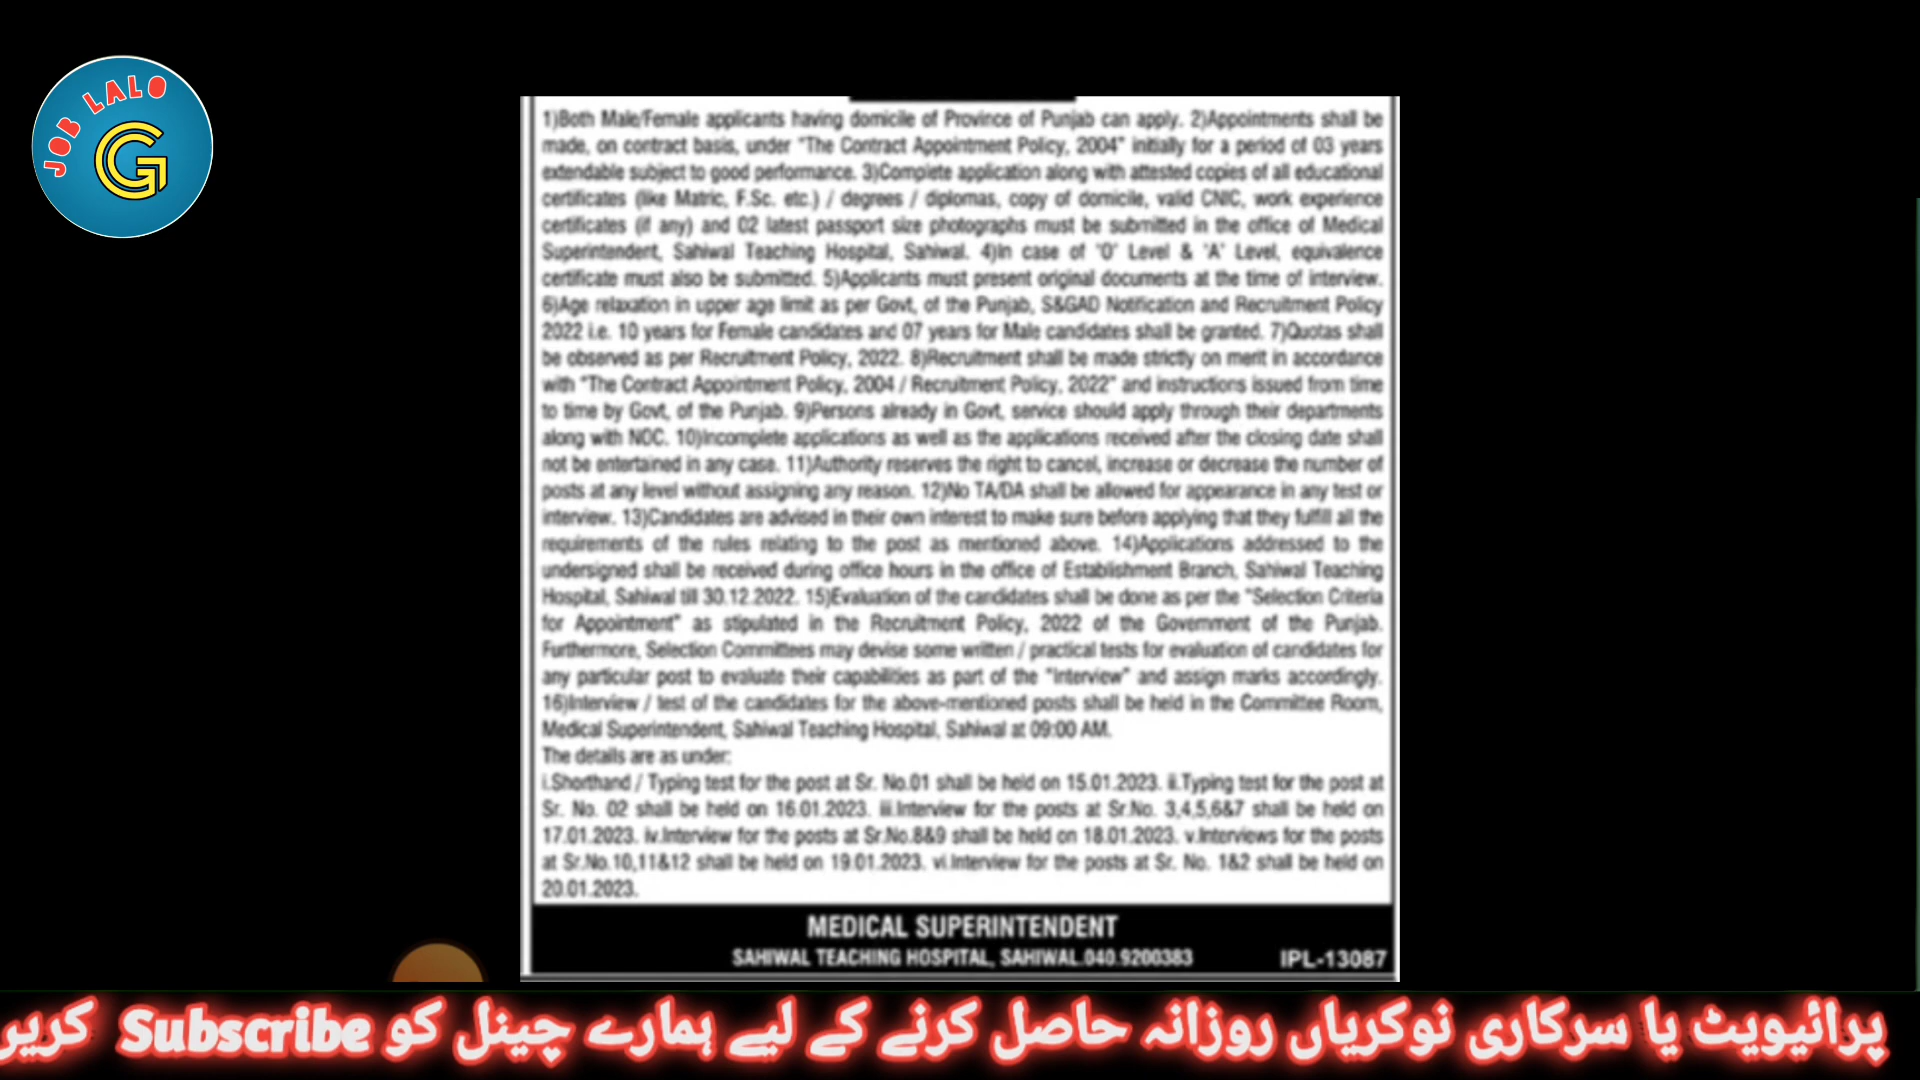 JOB LALO
G
1)Both Male/Female applicants having domicile of Province of Punjab can apply. 2)Appointments shall be
made, on contract basis, under "The Contract Appointment Policy, 2004" initially for a period of 03 years
extendable subject to good performance. 3)Complete application along with attested copies of all educational
certificates (like Matric, F.Sc. etc.) / degrees / diplomas, copy of domicile, valid CNIC, work experience
certificates (if any) and 02 latest passport size photographs must be submitted in the office of Medical
Superintendent, Sahiwal Teaching Hospital, Sahiwal. 4)In case of 'O' Level & 'A' Level, equivalence
certificate must also be submitted. 5)Applicants must present original documents at the time of interview.
6)Age relaxation in upper age limit as per Govt, of the Punjab, S&GAD Notification and Recruitment Policy
2022 i.e. 10 years for Female candidates and 07 years for Male candidates shall be granted. 7)Quotas shall
be observed as per Recruitment Policy, 2022. 8)Recruitment shall be made strictly on merit in accordance
with "The Contract Appointment Policy, 2004 / Recruitment Policy, 2022" and instructions issued from time
to time by Govt, of the Punjab. 9)Persons already in Govt, service should apply through their departments
along with NOC. 10)Incomplete applications as well as the applications received after the closing date shall
not be entertained in any case. 11)Authority reserves the right to cancel, increase or decrease the number of
posts at any level without assigning any reason. 12)No TA/DA shall be allowed for appearance in any test or
interview. 13)Candidates are advised in their own interest to make sure before applying that they fulfill all the
requirements of the rules relating to the post as mentioned above. 14)Applications addressed to the
undersigned shall be received during office hours in the office of Establishment Branch, Sahiwal Teaching
Hospital, Sahiwal till 30.12.2022. 15)Evaluation of the candidates shall be done as per the "Selection Criteria
for Appointment" as stipulated in the Recruitment Policy, 2022 of the Government of the Punjab.
Furthermore, Selection Committees may devise some written / practical tests for evaluation of candidates for
any particular post to evaluate their capabilities as part of the "Interview" and assign marks accordingly.
16)Interview / test of the candidates for the above-mentioned posts shall be held in the Committee Room,
Medical Superintendent, Sahiwal Teaching Hospital, Sahiwal at 09:00 AM.
The details are as under:
i.Shorthand / Typing test for the post at Sr. No.01 shall be held on 15.01.2023. ii.Typing test for the post at
Sr. No. 02 shall be held on 16.01.2023. iii.Interview for the posts at Sr.No. 3,4,5,6&7 shall be held on
17.01.2023. iv.Interview for the posts at Sr.No.8&9 shall be held on 18.01.2023. v.Interviews for the posts
at Sr.No.10,11&12 shall be held on 19.01.2023. vi.Interview for the posts at Sr. No. 1&2 shall be held on
20.01.2023.
MEDICAL SUPERINTENDENT
SAHIWAL TEACHING HOSPITAL, SAHIWAL.040.9200383
IPL-13087
پرائیویٹ یا سرکاری نوکریاں روزانہ حاصل کرنے کے لیے ہمارے چینل کو Subscribe کریں